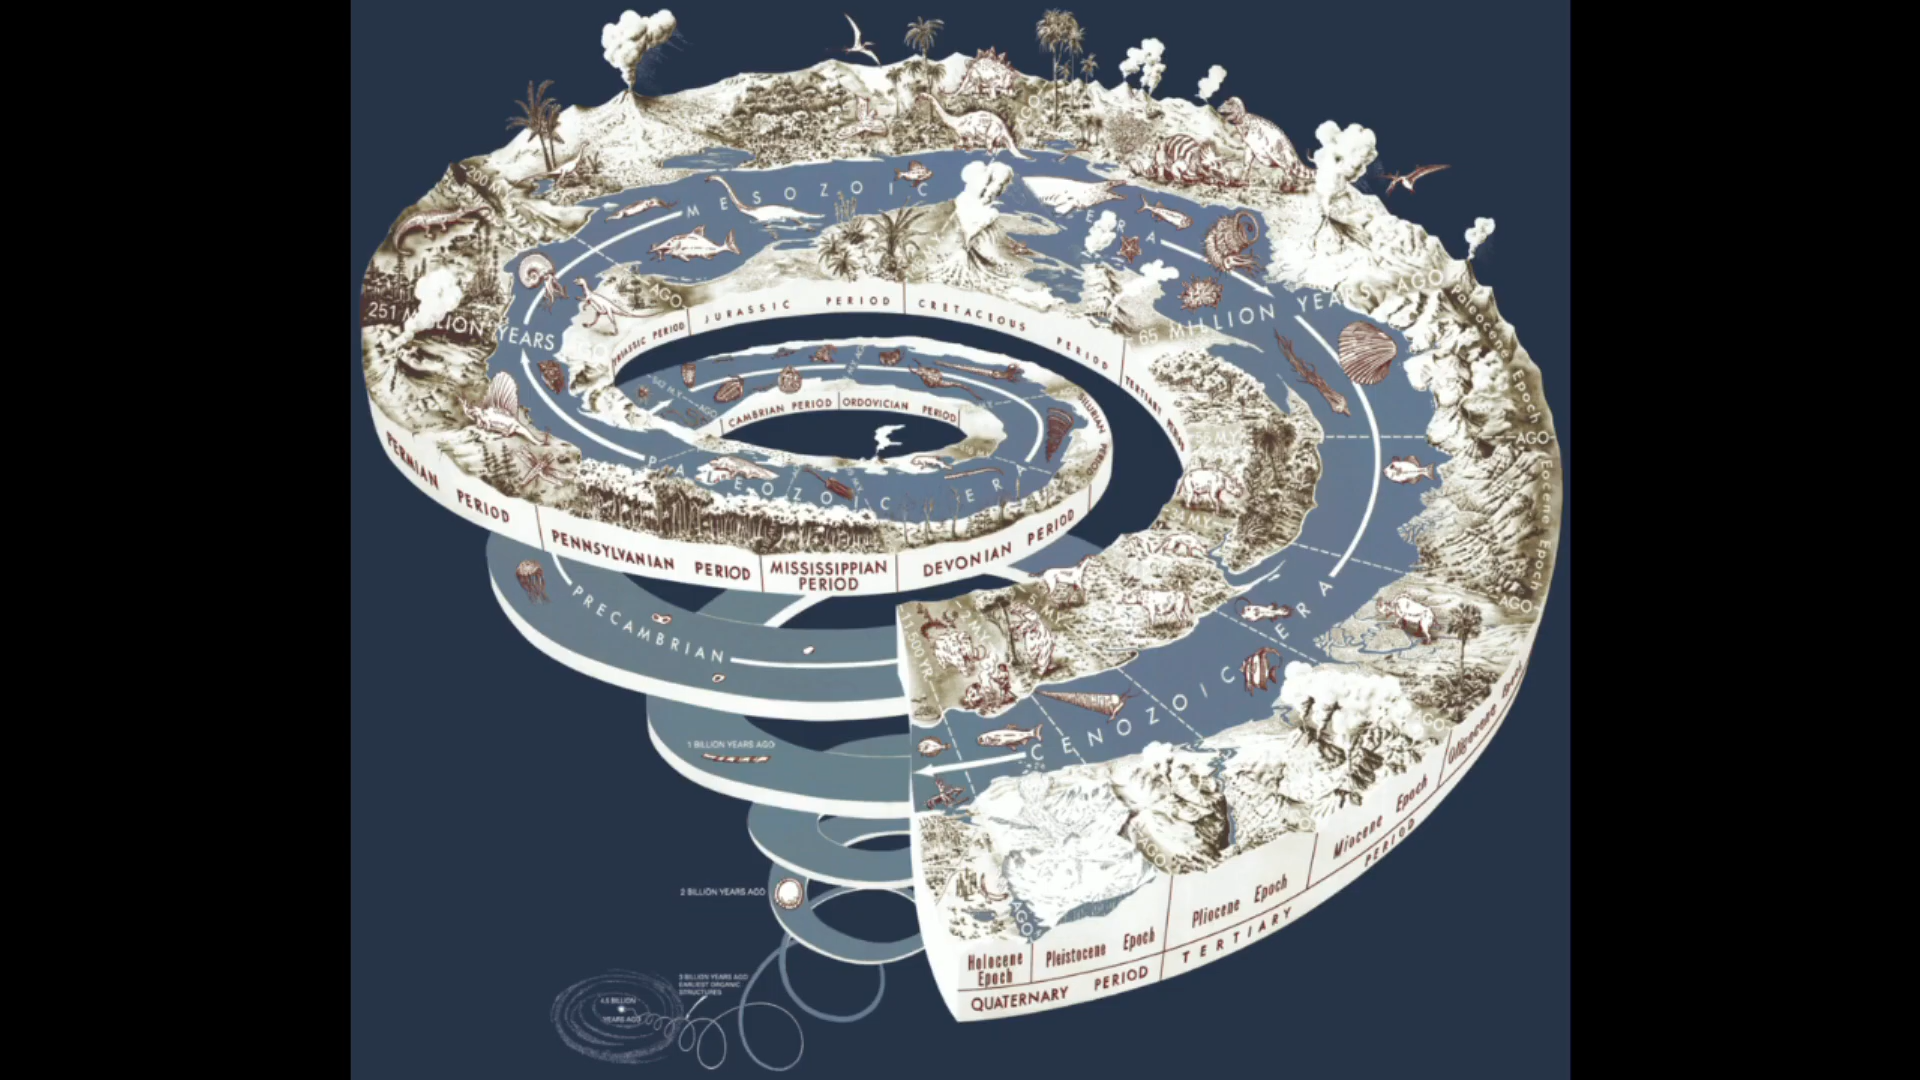 MESOZOIC ERA
251 MILLION YEARS AGO
65 MILLION YEARS AGO
TRIASSIC PERIOD
JURASSIC PERIOD
CRETACEOUS PERIOD
TERTIARY PERIOD
Paleocene Epoch
AGO
Eocene Epoch
AGO
Oligocene Epoch
CAMBRIAN PERIOD
ORDOVICIAN PERIOD
SILURIAN PERIOD
PALEOZOIC ERA
PERMIAN PERIOD
PENNSYLVANIAN PERIOD
MISSISSIPPIAN
PERIOD
DEVONIAN PERIOD
PRECAMBRIAN
CENOZOIC ERA
1 BILLION YEARS AGO
2 BILLION YEARS AGO
3 BILLION YEARS AGO
EARLIEST ORGANIC
STRUCTURES
4.5 BILLION
YEARS AGO
Holocene
Epoch
Pleistocene Epoch
Pliocene Epoch
Miocene Epoch
QUATERNARY PERIOD
TERTIARY PERIOD